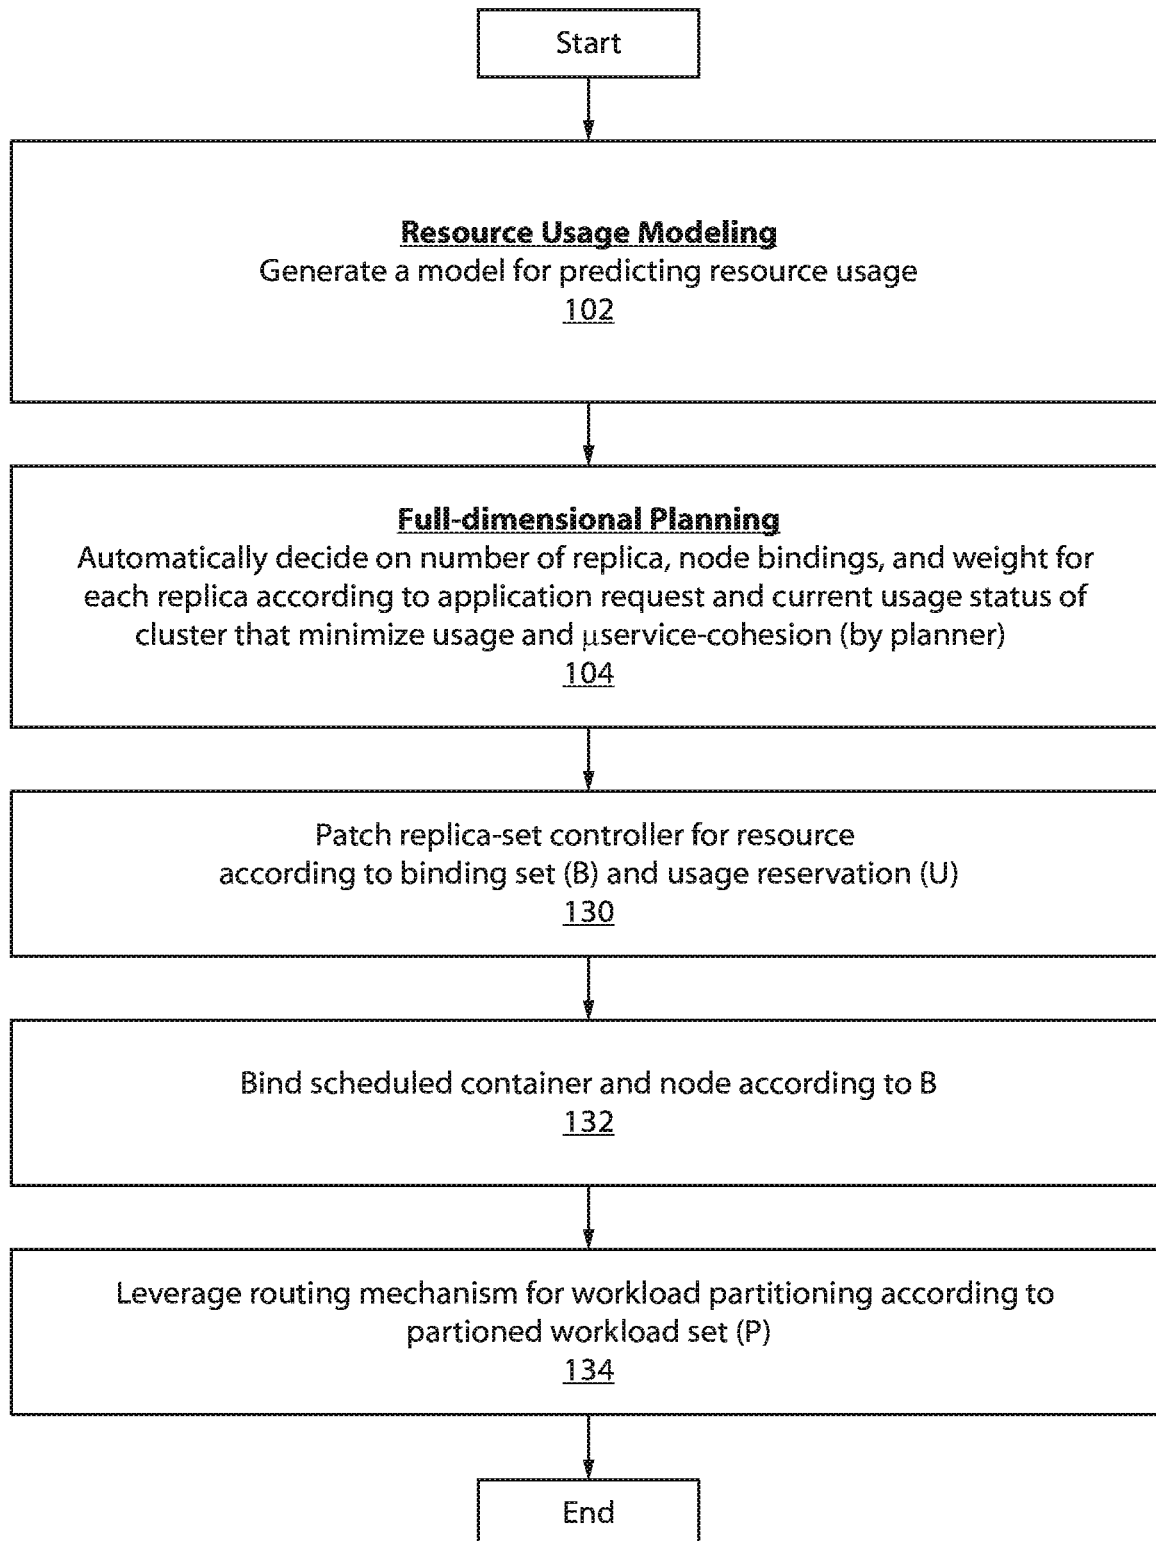 Start
Resource Usage Modeling
Generate a model for predicting resource usage
102
Full-dimensional Planning
Automatically decide on number of replica, node bindings, and weight for
each replica according to application request and current usage status of
cluster that minimize usage and μservice-cohesion (by planner)
104
Patch replica-set controller for resource
according to binding set (B) and usage reservation (U)
130
Bind scheduled container and node according to B
132
Leverage routing mechanism for workload partitioning according to
partioned workload set (P)
134
End